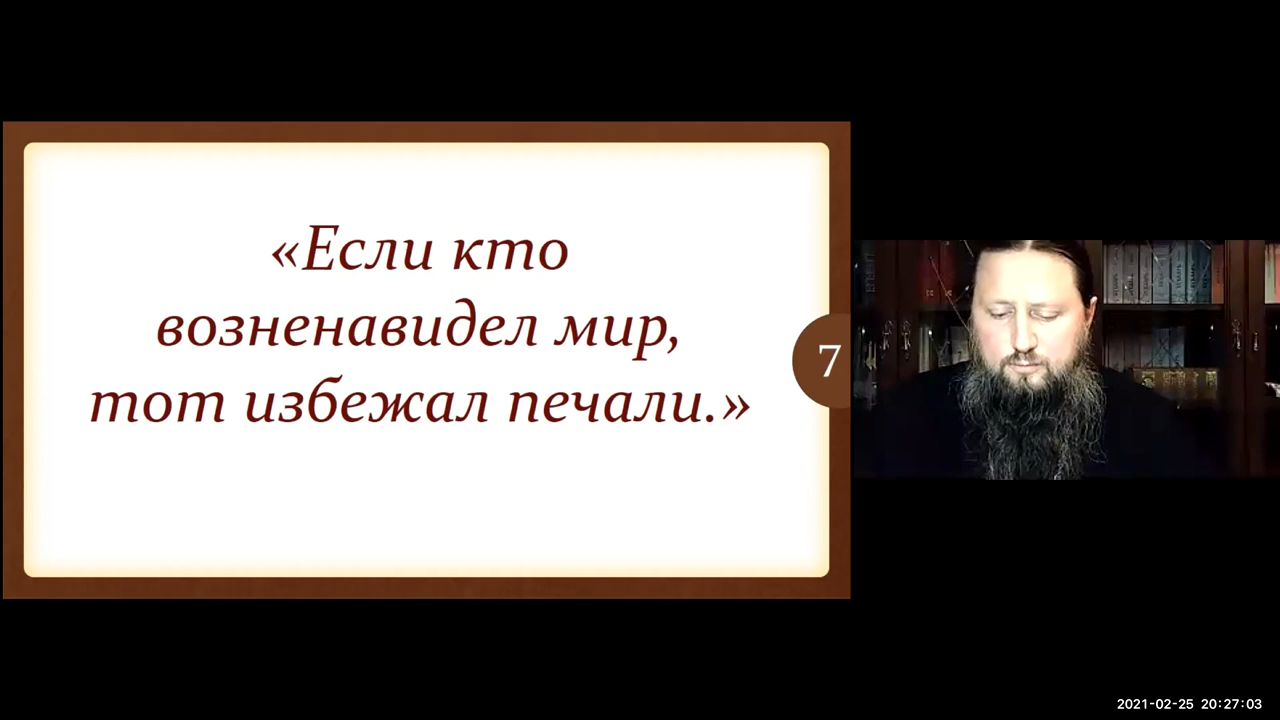 «Если кто
возненавидел мир,
тот избежал печали.»
7
2021-02-25 20:27:03